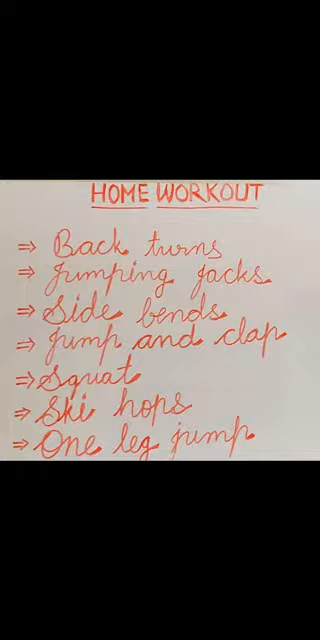 HOME WORKOUT
⇒ Back turns
⇒ Jumping jacks
⇒ Side bends
⇒ Jump and clap
⇒ Squat
⇒ Ski hops
⇒ One leg jump